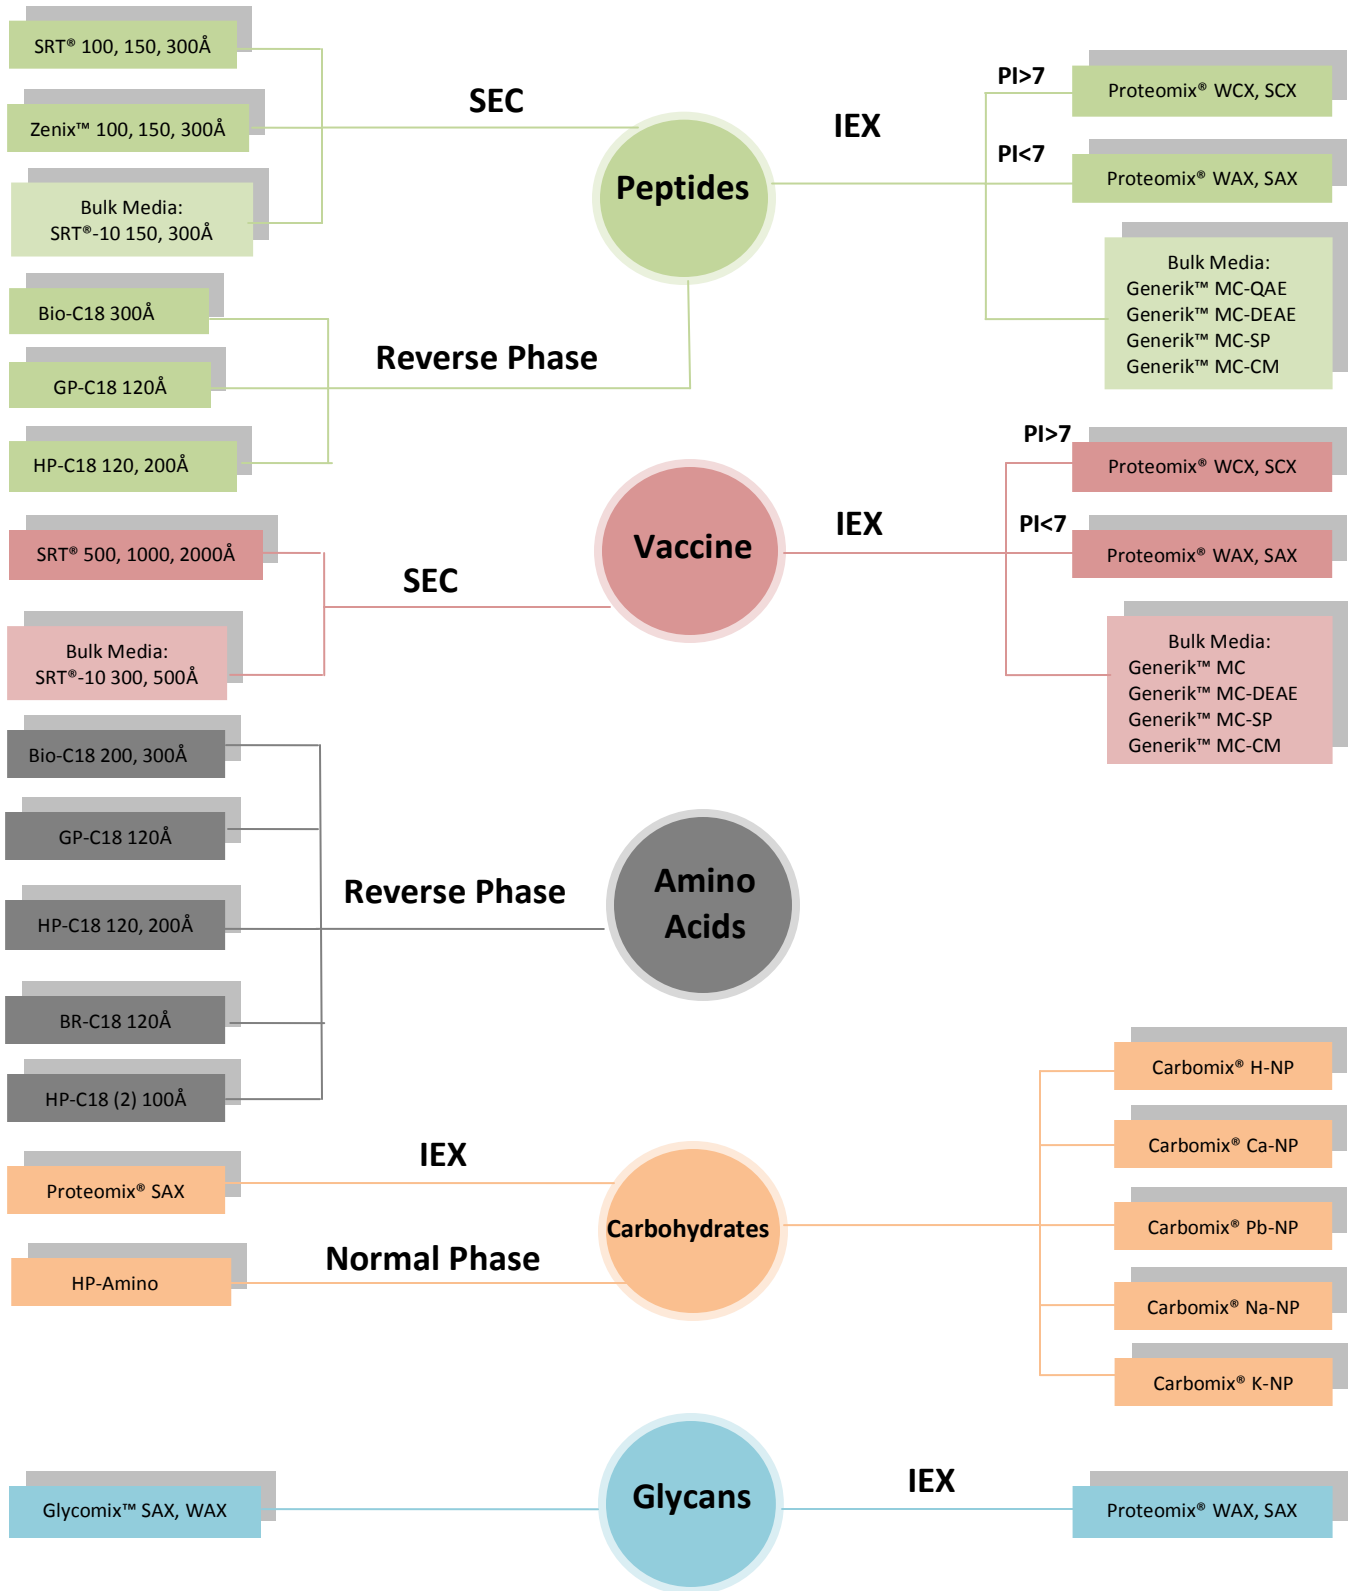 SRT® 100, 150, 300Å
SEC
Zenix™ 100, 150, 300Å
Bulk Media:
SRT®-10 150, 300Å
Peptides
IEX
PI>7
Proteomix® WCX, SCX
PI<7
Proteomix® WAX, SAX
Bulk Media:
Generik™ MC-QAE
Generik™ MC-DEAE
Generik™ MC-SP
Generik™ MC-CM
Bio-C18 300Å
Reverse Phase
GP-C18 120Å
HP-C18 120, 200Å
Vaccine
IEX
PI>7
Proteomix® WCX, SCX
PI<7
Proteomix® WAX, SAX
Bulk Media:
Generik™ MC
Generik™ MC-DEAE
Generik™ MC-SP
Generik™ MC-CM
SRT® 500, 1000, 2000Å
SEC
Bulk Media:
SRT®-10 300, 500Å
Bio-C18 200, 300Å
GP-C18 120Å
Reverse Phase
HP-C18 120, 200Å
BR-C18 120Å
HP-C18 (2) 100Å
Amino
Acids
IEX
Proteomix® SAX
Normal Phase
HP-Amino
Carbohydrates
Carbomix® H-NP
Carbomix® Ca-NP
Carbomix® Pb-NP
Carbomix® Na-NP
Carbomix® K-NP
Glycomix™ SAX, WAX
Glycans
IEX
Proteomix® WAX, SAX